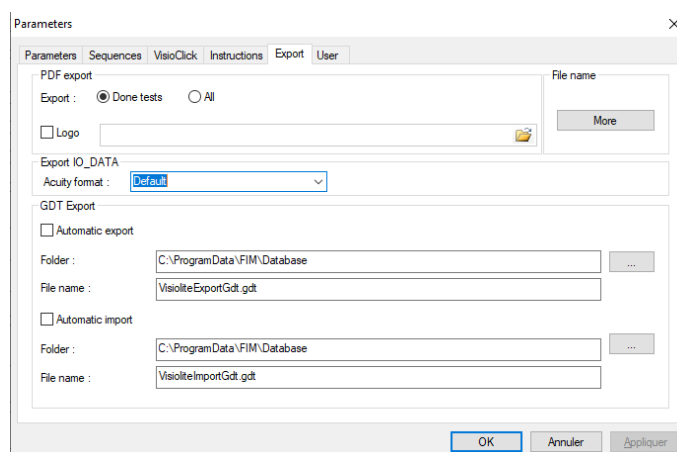 Parameters
Parameters Sequences VisioClick Instructions Export User
PDF export
File name
Export : Done tests All
More
Logo
Export IO_DATA
Acuity format : Default
GDT Export
Automatic export
Folder : C:\ProgramData\FIM\Database ...
File name : VisioliteExportGdt.gdt
Automatic import
Folder : C:\ProgramData\FIM\Database ...
File name : VisioliteImportGdt.gdt
OK Annuler Appliquer